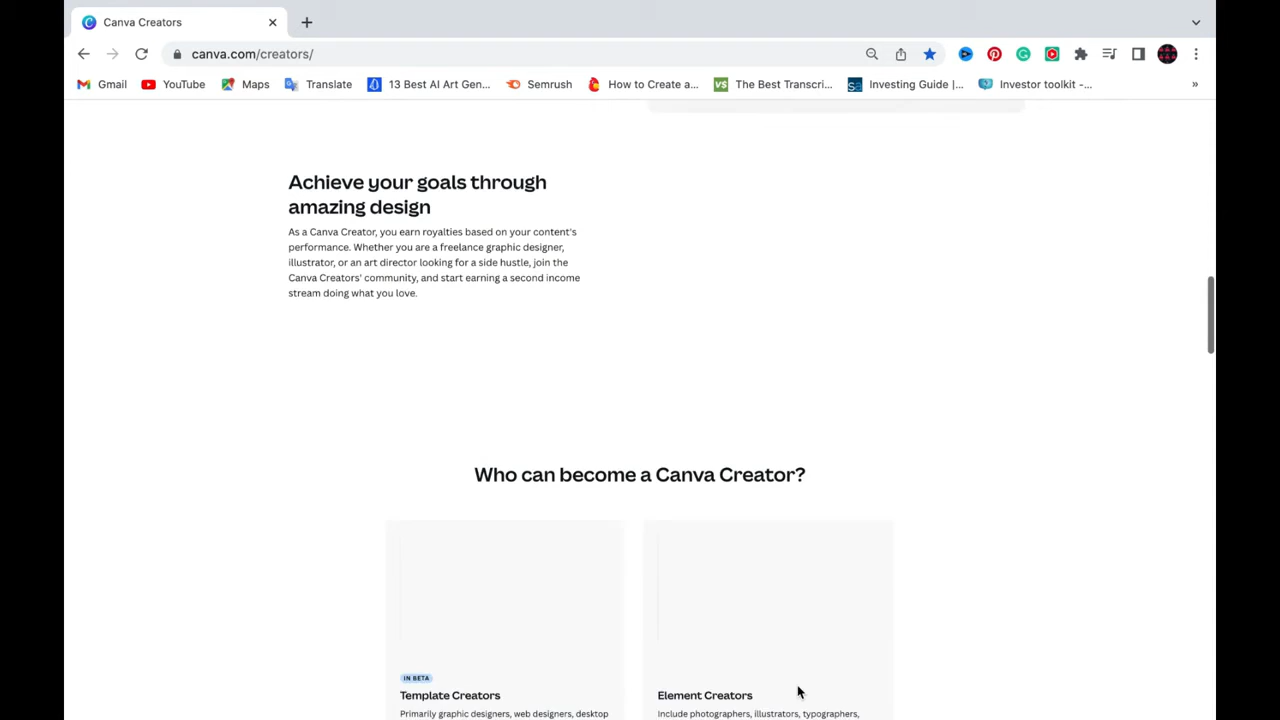 Canva Creators
canva.com/creators/
Gmail YouTube Maps Translate 13 Best AI Art Gen... Semrush How to Create a... The Best Transcri... Investing Guide |... Investor toolkit -... »
Achieve your goals through
amazing design
As a Canva Creator, you earn royalties based on your content's
performance. Whether you are a freelance graphic designer,
illustrator, or an art director looking for a side hustle, join the
Canva Creators' community, and start earning a second income
stream doing what you love.
Who can become a Canva Creator?
IN BETA
Template Creators
Primarily graphic designers, web designers, desktop
Element Creators
Include photographers, illustrators, typographers,